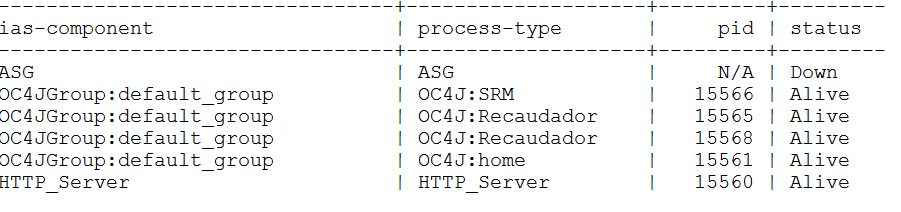 ias-component | process-type | pid | status
ASG | ASG | N/A | Down
OC4JGroup:default_group | OC4J:SRM | 15566 | Alive
OC4JGroup:default_group | OC4J:Recaudador | 15565 | Alive
OC4JGroup:default_group | OC4J:Recaudador | 15568 | Alive
OC4JGroup:default_group | OC4J:home | 15561 | Alive
HTTP_Server | HTTP_Server | 15560 | Alive